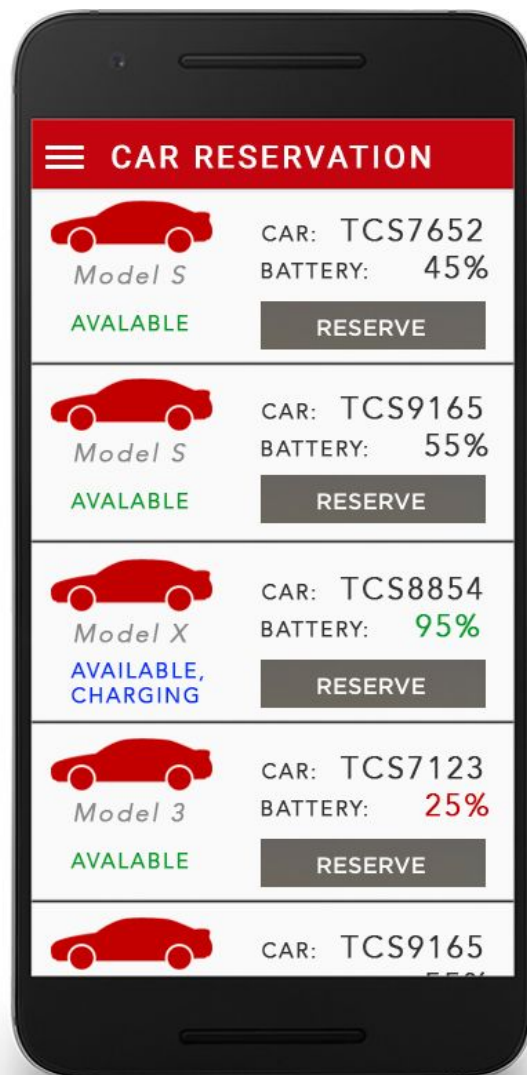 CAR RESERVATION
CAR: TCS7652
Model S
BATTERY: 45%
AVALABLE
RESERVE
CAR: TCS9165
Model S
BATTERY: 55%
AVALABLE
RESERVE
CAR: TCS8854
Model X
BATTERY: 95%
AVAILABLE,
CHARGING
RESERVE
CAR: TCS7123
Model 3
BATTERY: 25%
AVALABLE
RESERVE
CAR: TCS9165